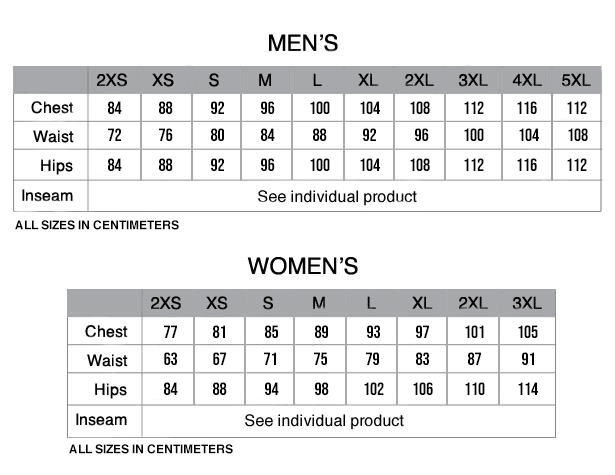 MEN'S
2XS XS S M L XL 2XL 3XL 4XL 5XL
Chest 84 88 92 96 100 104 108 112 116 112
Waist 72 76 80 84 88 92 96 100 104 108
Hips 84 88 92 96 100 104 108 112 116 112
Inseam See individual product
ALL SIZES IN CENTIMETERS
WOMEN'S
2XS XS S M L XL 2XL 3XL
Chest 77 81 85 89 93 97 101 105
Waist 63 67 71 75 79 83 87 91
Hips 84 88 94 98 102 106 110 114
Inseam See individual product
ALL SIZES IN CENTIMETERS